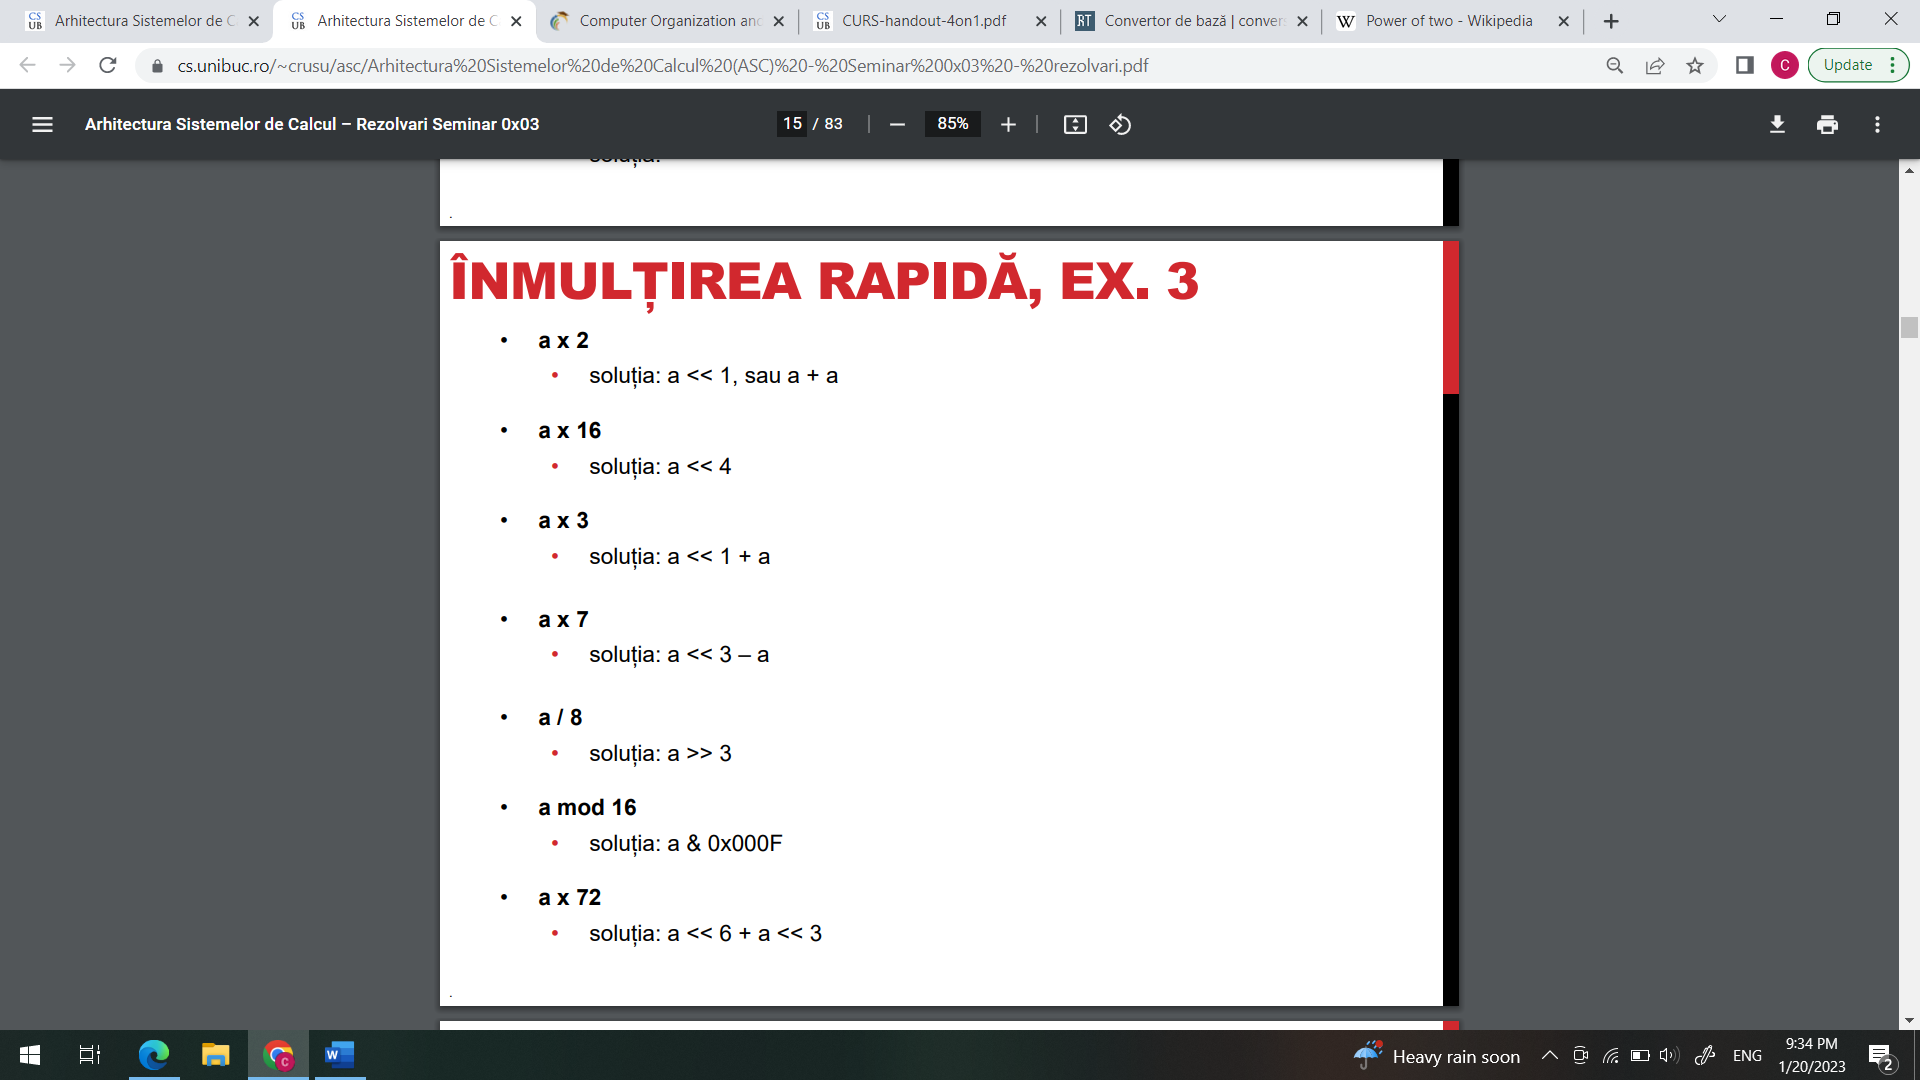 Arhitectura Sistemelor de C
Arhitectura Sistemelor de C
Computer Organization and
CURS-handout-4on1.pdf
Convertor de bază | conver
Power of two - Wikipedia
cs.unibuc.ro/~crusu/asc/Arhitectura%20Sistemelor%20de%20Calcul%20(ASC)%20-%20Seminar%200x03%20-%20rezolvari.pdf
C
Update
Arhitectura Sistemelor de Calcul – Rezolvari Seminar 0x03
15 / 83
85%
soluția:
.
ÎNMULȚIREA RAPIDĂ, EX. 3
• a x 2
• soluția: a << 1, sau a + a
• a x 16
• soluția: a << 4
• a x 3
• soluția: a << 1 + a
• a x 7
• soluția: a << 3 – a
• a / 8
• soluția: a >> 3
• a mod 16
• soluția: a & 0x000F
• a x 72
• soluția: a << 6 + a << 3
.
Heavy rain soon
ENG
9:34 PM
1/20/2023
2